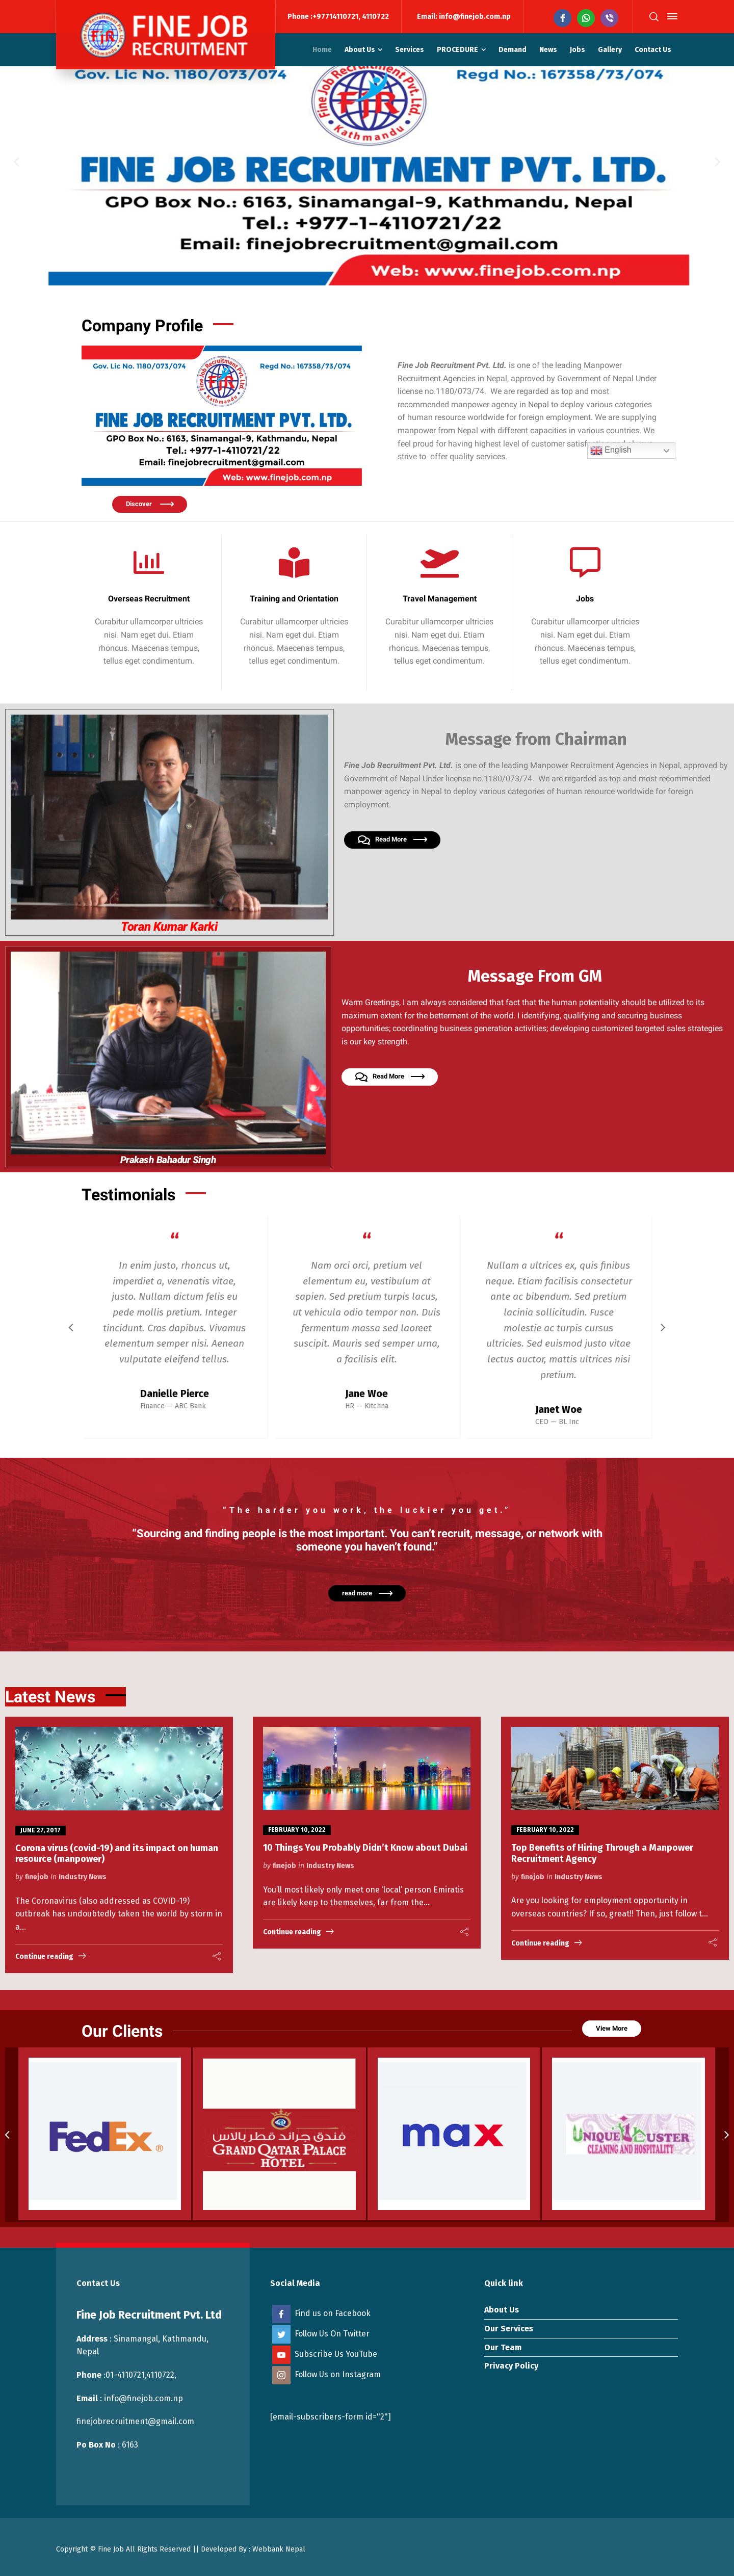 FINE JOB
RECRUITMENT
Phone :+97714110721, 4110722
Email: info@finejob.com.np
Home
About Us
Services
PROCEDURE
Demand
News
Jobs
Gallery
Contact Us
Gov. Lic No. 1180/073/074
Regd No.: 167358/73/074
Fine Job Recruitment Pvt. Ltd.
FJR
Kathmandu
FINE JOB RECRUITMENT PVT. LTD.
GPO Box No.: 6163, Sinamangal-9, Kathmandu, Nepal
Tel.: +977-1-4110721/22
Email: finejobrecruitment@gmail.com
Web: www.finejob.com.np
Company Profile
Gov. Lic No. 1180/073/074
Regd No.: 167358/73/074
Fine Job Recruitment Pvt. Ltd.
FJR
Kathmandu
FINE JOB RECRUITMENT PVT. LTD.
GPO Box No.: 6163, Sinamangal-9, Kathmandu, Nepal
Tel.: +977-1-4110721/22
Email: finejobrecruitment@gmail.com
Web: www.finejob.com.np
Discover
Fine Job Recruitment Pvt. Ltd. is one of the leading Manpower
Recruitment Agencies in Nepal, approved by Government of Nepal Under
license no.1180/073/74. We are regarded as top and most
recommended manpower agency in Nepal to deploy various categories
of human resource worldwide for foreign employment. We are supplying
manpower from Nepal with different capacities in various countries. We
feel proud for having highest level of customer
strive to offer quality services.
English
Overseas Recruitment
Curabitur ullamcorper ultricies
nisi. Nam eget dui. Etiam
rhoncus. Maecenas tempus,
tellus eget condimentum.
Training and Orientation
Curabitur ullamcorper ultricies
nisi. Nam eget dui. Etiam
rhoncus. Maecenas tempus,
tellus eget condimentum.
Travel Management
Curabitur ullamcorper ultricies
nisi. Nam eget dui. Etiam
rhoncus. Maecenas tempus,
tellus eget condimentum.
Jobs
Curabitur ullamcorper ultricies
nisi. Nam eget dui. Etiam
rhoncus. Maecenas tempus,
tellus eget condimentum.
Toran Kumar Karki
Message from Chairman
Fine Job Recruitment Pvt. Ltd. is one of the leading Manpower Recruitment Agencies in Nepal, approved by
Government of Nepal Under license no.1180/073/74. We are regarded as top and most recommended
manpower agency in Nepal to deploy various categories of human resource worldwide for foreign
employment.
Read More
Prakash Bahadur Singh
Message From GM
Warm Greetings, I am always considered that fact that the human potentiality should be utilized to its
maximum extent for the betterment of the world. I identifying, qualifying and securing business
opportunities; coordinating business generation activities; developing customized targeted sales strategies
is our key strength.
Read More
Testimonials
“
In enim justo, rhoncus ut,
imperdiet a, venenatis vitae,
justo. Nullam dictum felis eu
pede mollis pretium. Integer
tincidunt. Cras dapibus. Vivamus
elementum semper nisi. Aenean
vulputate eleifend tellus.
Danielle Pierce
Finance — ABC Bank
“
Nam orci orci, pretium vel
elementum eu, vestibulum at
sapien. Sed pretium turpis lacus,
ut vehicula odio tempor non. Duis
fermentum massa sed laoreet
suscipit. Mauris sed semper urna,
a facilisis elit.
Jane Woe
HR — Kitchna
“
Nullam a ultrices ex, quis finibus
neque. Etiam facilisis consectetur
ante ac bibendum. Sed pretium
lacinia sollicitudin. Fusce
molestie ac turpis cursus
ultricies. Sed euismod justo vitae
lectus auctor, mattis ultrices nisi
pretium.
Janet Woe
CEO — BL Inc
“The harder you work, the luckier you get.”
“Sourcing and finding people is the most important. You can’t recruit, message, or network with
someone you haven’t found.”
read more
Latest News
JUNE 27, 2017
Corona virus (covid-19) and its impact on human
resource (manpower)
by finejob in Industry News
The Coronavirus (also addressed as COVID-19)
outbreak has undoubtedly taken the world by storm in
a...
Continue reading
FEBRUARY 10, 2022
10 Things You Probably Didn’t Know about Dubai
by finejob in Industry News
You’ll most likely only meet one ‘local’ person Emiratis
are likely keep to themselves, far from the...
Continue reading
FEBRUARY 10, 2022
Top Benefits of Hiring Through a Manpower
Recruitment Agency
by finejob in Industry News
Are you looking for employment opportunity in
overseas countries? If so, great!! Then, just follow t...
Continue reading
Our Clients
View More
FedEx ®
فندق جراند قطر بالاس
GRAND QATAR PALACE
HOTEL
max
UNIQUE LUSTER
CLEANING AND HOSPITALITY
Contact Us
Fine Job Recruitment Pvt. Ltd
Address : Sinamangal, Kathmandu,
Nepal
Phone :01-4110721,4110722,
Email : info@finejob.com.np
finejobrecruitment@gmail.com
Po Box No : 6163
Social Media
Find us on Facebook
Follow Us On Twitter
Subscribe Us YouTube
Follow Us on Instagram
[email-subscribers-form id="2"]
Quick link
About Us
Our Services
Our Team
Privacy Policy
Copyright © Fine Job All Rights Reserved || Developed By : Webbank Nepal